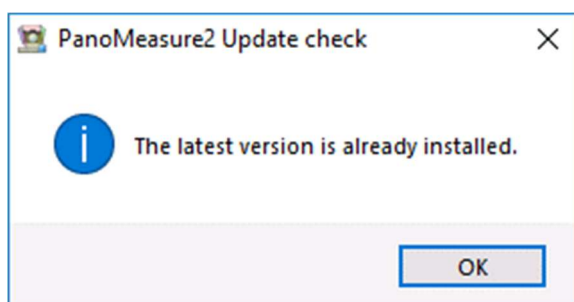 PanoMeasure2 Update check
The latest version is already installed.
OK